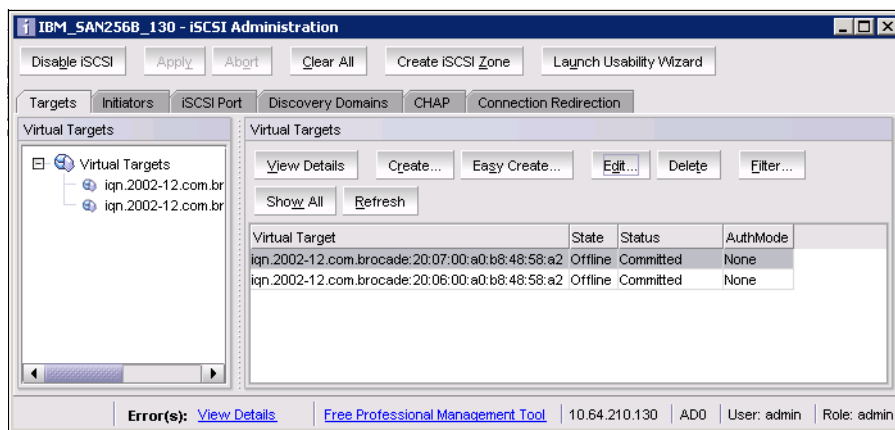 IBM_SAN256B_130 - iSCSI Administration
Disable iSCSI Apply Abort Clear All Create iSCSI Zone Launch Usability Wizard
Targets Initiators iSCSI Port Discovery Domains CHAP Connection Redirection
Virtual Targets
Virtual Targets
iqn.2002-12.com.br
iqn.2002-12.com.br
Virtual Targets
View Details Create... Easy Create... Edit... Delete Filter...
Show All Refresh
Virtual Target State Status AuthMode
iqn.2002-12.com.brocade:20:07:00:a0:b8:48:58:a2 Offline Committed None
iqn.2002-12.com.brocade:20:06:00:a0:b8:48:58:a2 Offline Committed None
Error(s): View Details Free Professional Management Tool 10.64.210.130 AD0 User: admin Role: admin